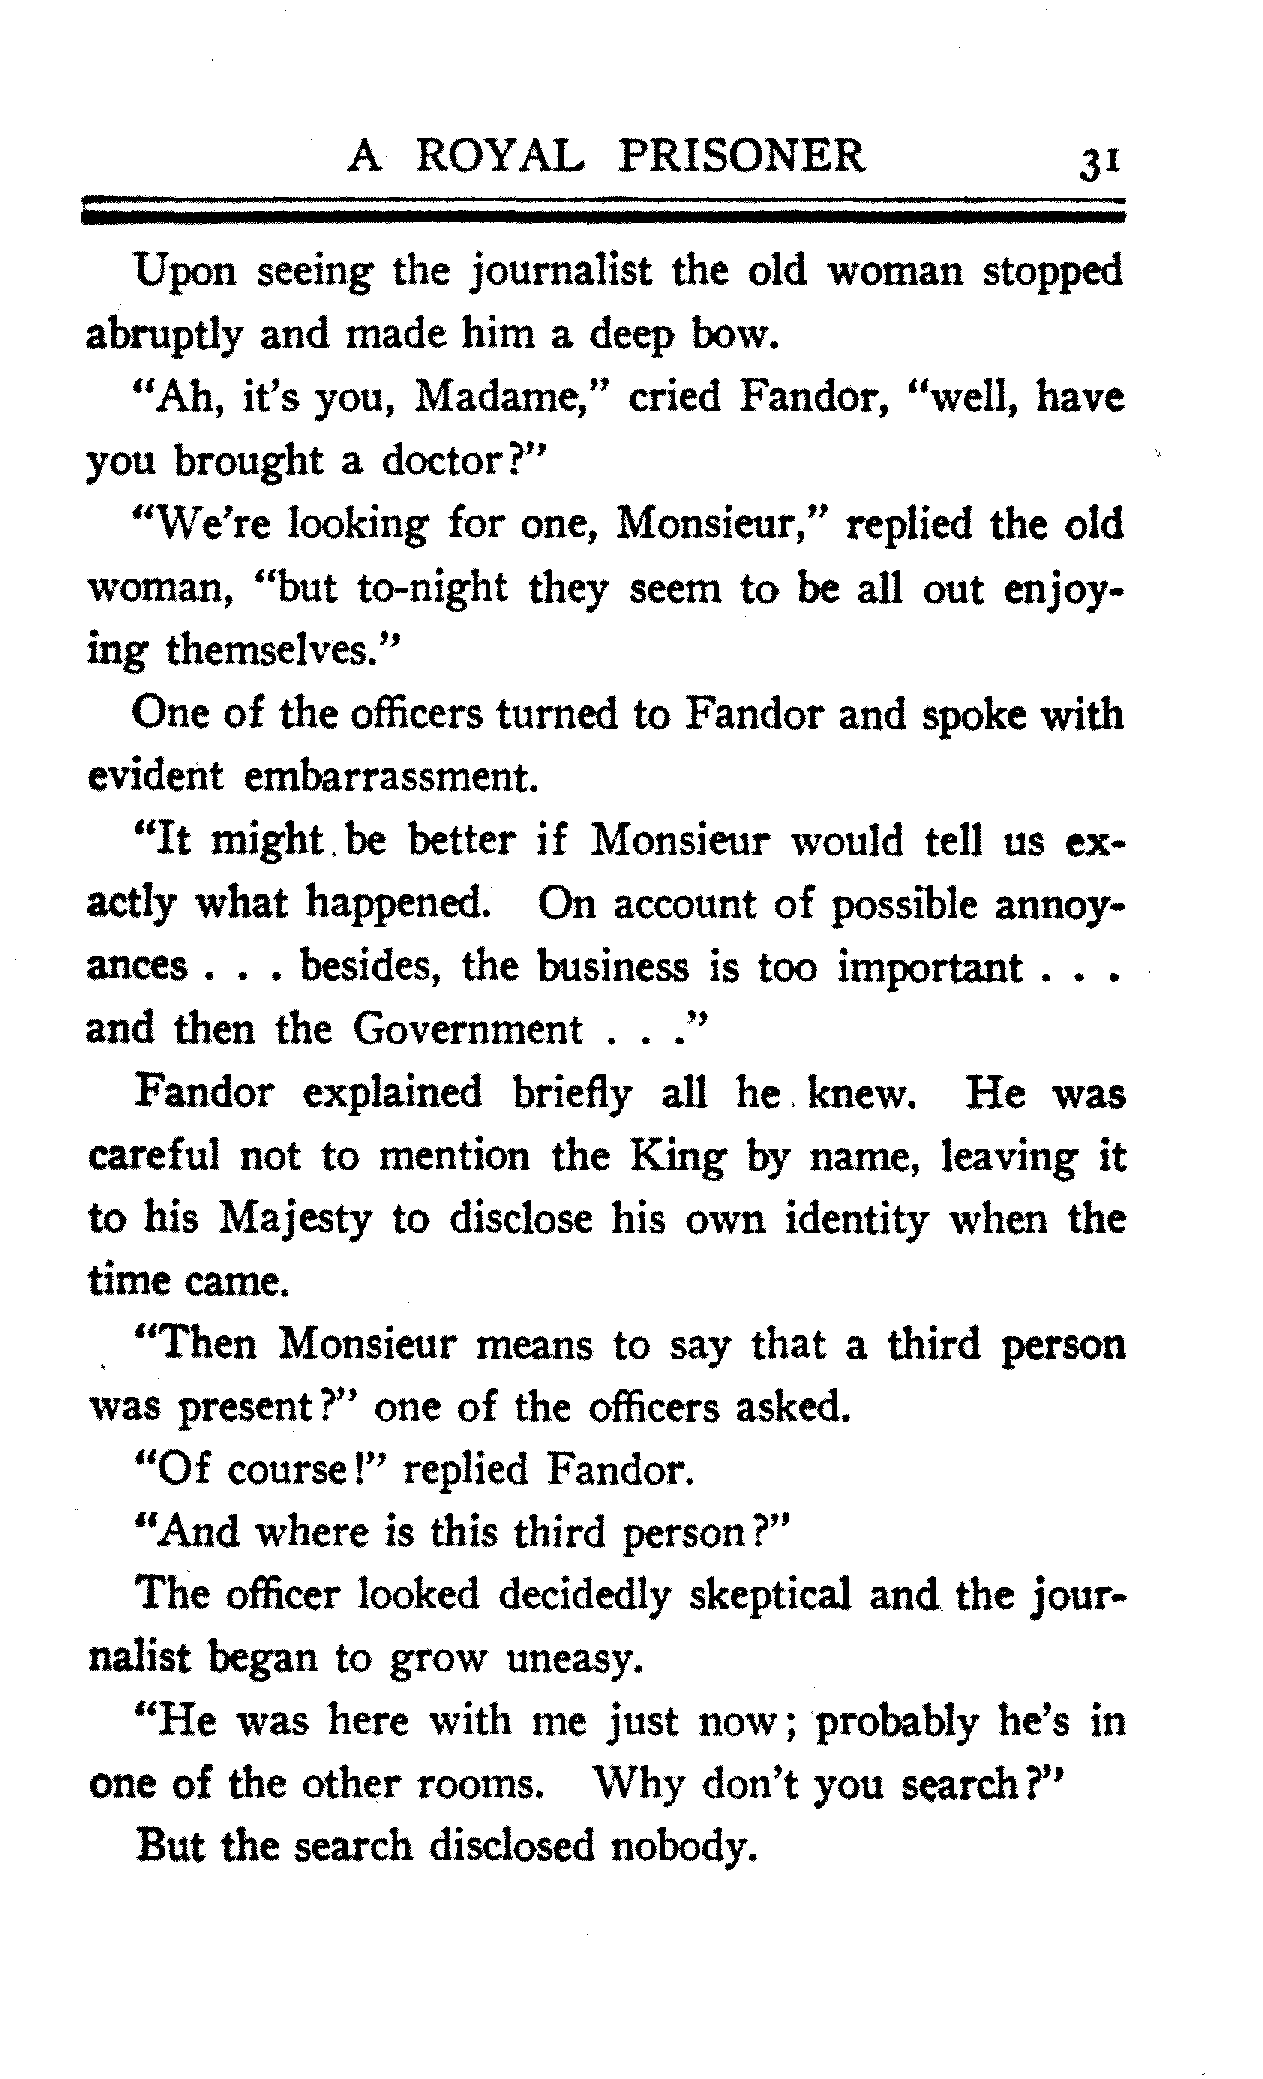 A ROYAL PRISONER 31
Upon seeing the journalist the old woman stopped
abruptly and made him a deep bow.
"Ah, it's you, Madame," cried Fandor, "well, have
you brought a doctor?"
"We're looking for one, Monsieur," replied the old
woman, "but to-night they seem to be all out enjoy-
ing themselves."
One of the officers turned to Fandor and spoke with
evident embarrassment.
"It might be better if Monsieur would tell us ex-
actly what happened. On account of possible annoy-
ances . . . besides, the business is too important . . .
and then the Government . . ."
Fandor explained briefly all he knew. He was
careful not to mention the King by name, leaving it
to his Majesty to disclose his own identity when the
time came.
"Then Monsieur means to say that a third person
was present?" one of the officers asked.
"Of course!" replied Fandor.
"And where is this third person?"
The officer looked decidedly skeptical and the jour-
nalist began to grow uneasy.
"He was here with me just now; probably he's in
one of the other rooms. Why don't you search?"
But the search disclosed nobody.